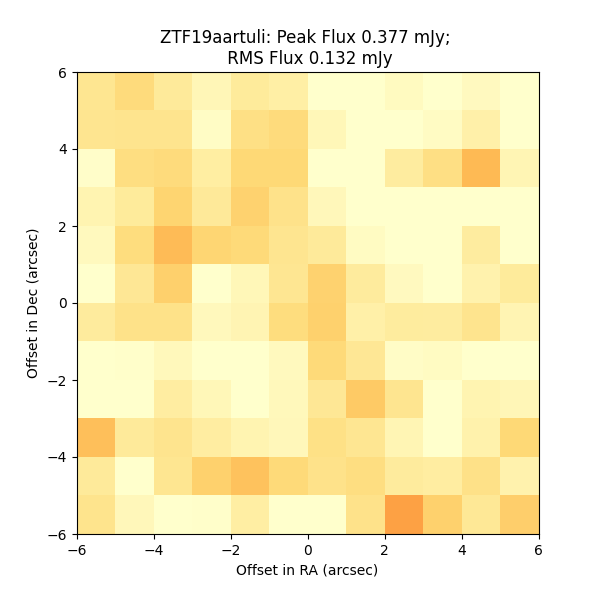 ZTF19aartuli: Peak Flux 0.377 mJy;
RMS Flux 0.132 mJy
6
4
2
0
−2
−4
−6
Offset in Dec (arcsec)
−6 −4 −2 0 2 4 6
Offset in RA (arcsec)